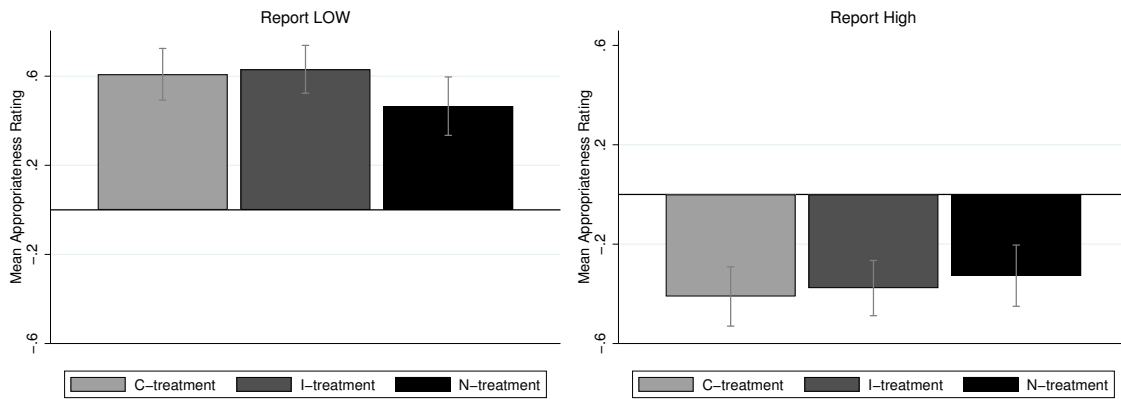 Report LOW
Mean Appropriateness Rating
.6
.2
−.2
−.6
C−treatment I−treatment N−treatment
Report High
Mean Appropriateness Rating
.6
.2
−.2
−.6
C−treatment I−treatment N−treatment